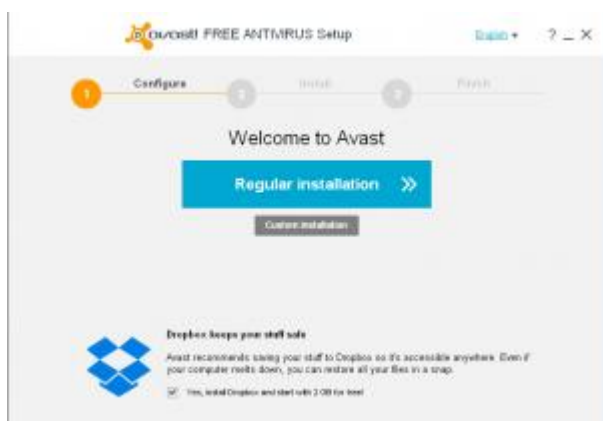 avast! FREE ANTIVIRUS Setup English ? _ X
1 Configure 2 Install 3 Finish
Welcome to Avast
Regular installation
Custom installation
Dropbox keeps your stuff safe
Avast recommends saving your stuff to Dropbox so it's accessible anywhere. Even if
your computer melts down, you can restore all your files in a snap.
Yes, install Dropbox and start with 2 GB for free!